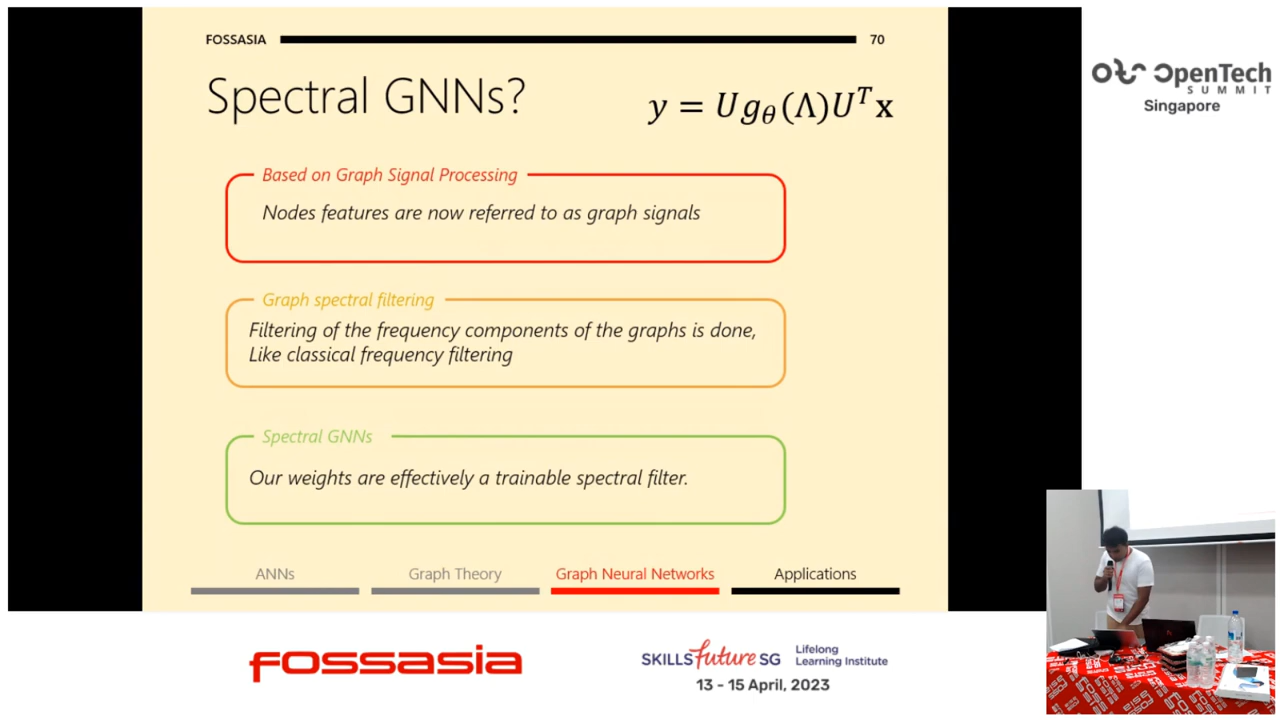 FOSSASIA
70
Spectral GNNs?
y = Ug_θ(Λ)U^T x
Based on Graph Signal Processing
Nodes features are now referred to as graph signals
Graph spectral filtering
Filtering of the frequency components of the graphs is done,
Like classical frequency filtering
Spectral GNNs
Our weights are effectively a trainable spectral filter.
ANNs
Graph Theory
Graph Neural Networks
Applications
OpenTech
SUMMIT
Singapore
FOSSASIA
SKILLS future SG
Lifelong
Learning Institute
13 - 15 April, 2023